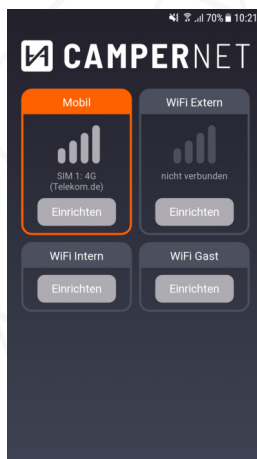 70% 10:21
CAMPERNET
Mobil
WiFi Extern
SIM 1: 4G
(Telekom.de)
nicht verbunden
Einrichten
Einrichten
WiFi Intern
WiFi Gast
Einrichten
Einrichten